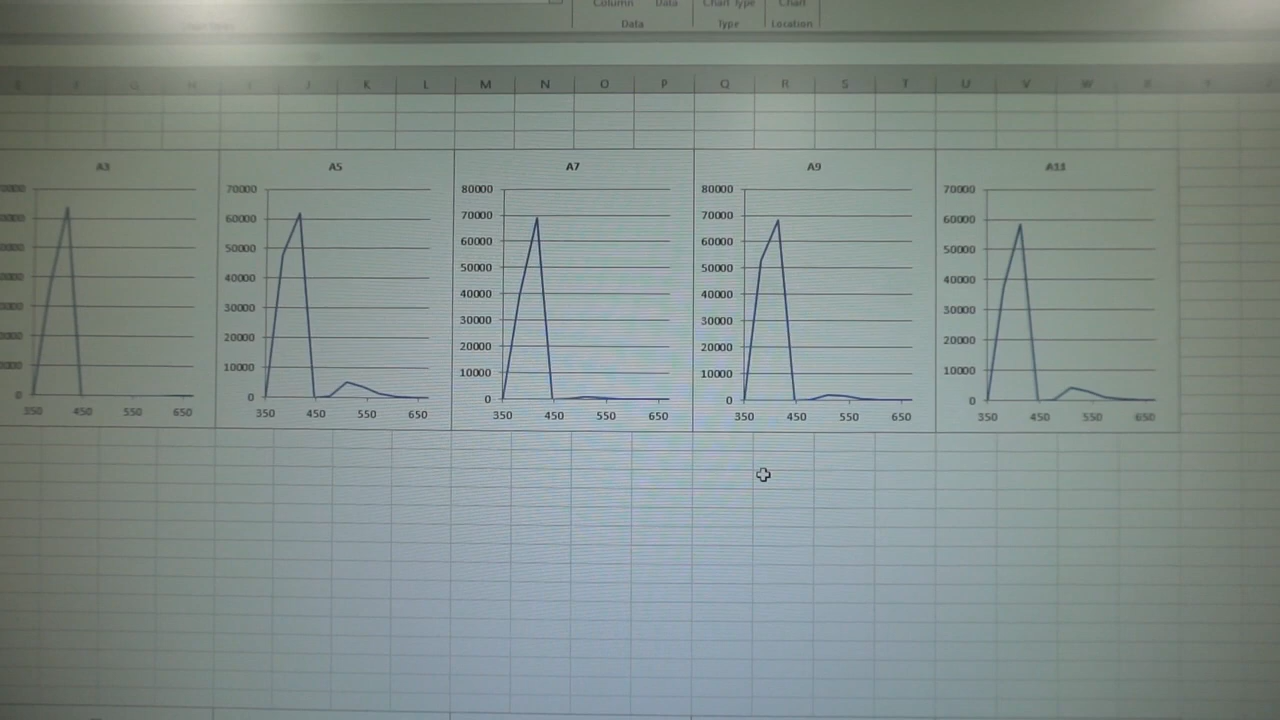 Column Data Chart Type Chart
Data Type Location
J K L M N O P Q R S T U V W
A3 A5 A7 A9 A11
70000 80000 80000 70000
60000 70000 70000 60000
50000 60000 60000 50000
40000 50000 50000 40000
30000 40000 40000 30000
20000 30000 30000 20000
10000 20000 20000 10000
0 0 10000 10000 0
0 0
350 450 550 650 350 450 550 650 350 450 550 650 350 450 550 650 350 450 550 650